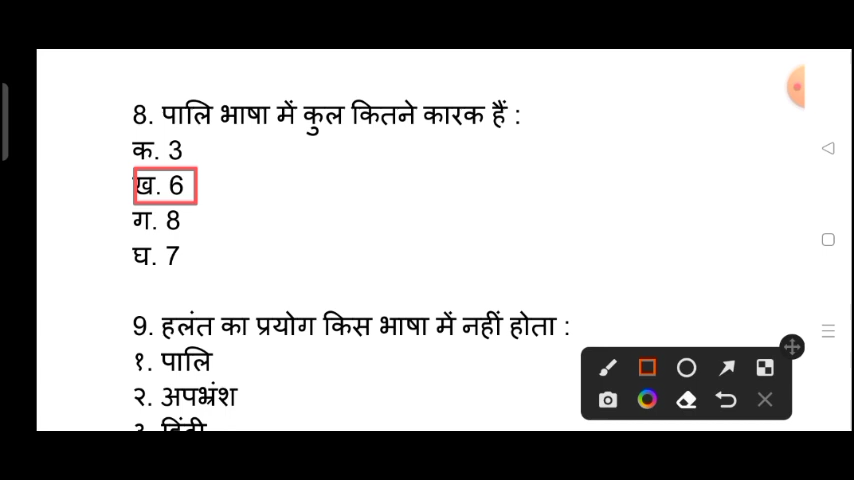 8. पालि भाषा में कुल कितने कारक हैं :
क. 3
ख. 6
ग. 8
घ. 7
9. हलंत का प्रयोग किस भाषा में नहीं होता :
१. पालि
२. अपभ्रंश